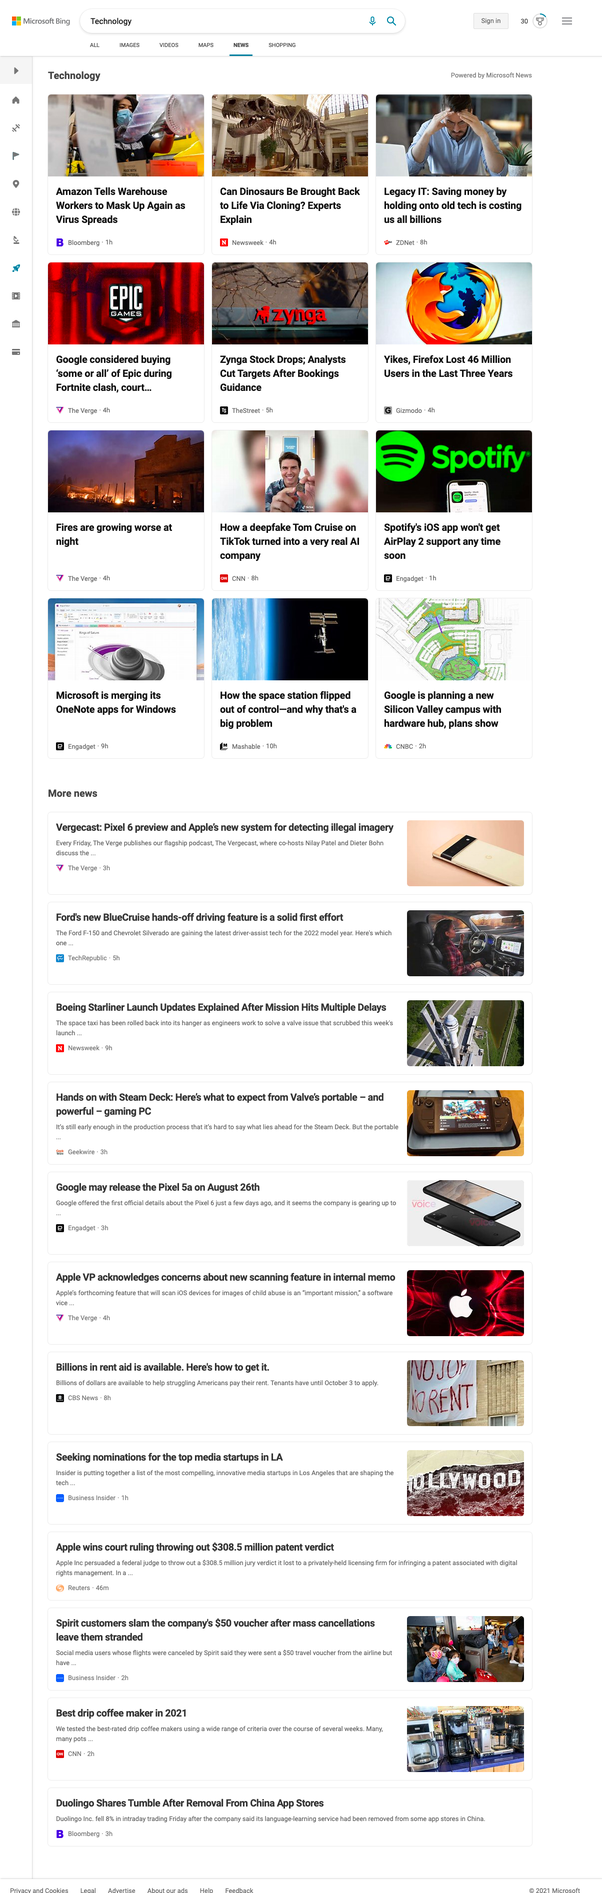 Microsoft Bing
Technology
Sign in
30
ALL IMAGES VIDEOS MAPS NEWS SHOPPING
Technology
Powered by Microsoft News
Amazon Tells Warehouse
Workers to Mask Up Again as
Virus Spreads
Bloomberg · 1h
Can Dinosaurs Be Brought Back
to Life Via Cloning? Experts
Explain
Newsweek · 4h
Legacy IT: Saving money by
holding onto old tech is costing
us all billions
ZDNet · 8h
EPIC
GAMES
Google considered buying
‘some or all’ of Epic during
Fortnite clash, court...
The Verge · 4h
zynga
Zynga Stock Drops; Analysts
Cut Targets After Bookings
Guidance
TheStreet · 5h
Yikes, Firefox Lost 46 Million
Users in the Last Three Years
Gizmodo · 4h
Fires are growing worse at
night
The Verge · 4h
How a deepfake Tom Cruise on
TikTok turned into a very real AI
company
CNN · 8h
Spotify
Spotify's iOS app won't get
AirPlay 2 support any time
soon
Engadget · 1h
Microsoft is merging its
OneNote apps for Windows
Engadget · 9h
How the space station flipped
out of control—and why that's a
big problem
Mashable · 10h
Google is planning a new
Silicon Valley campus with
hardware hub, plans show
CNBC · 2h
More news
Vergecast: Pixel 6 preview and Apple’s new system for detecting illegal imagery
Every Friday, The Verge publishes our flagship podcast, The Vergecast, where co-hosts Nilay Patel and Dieter Bohn
discuss the ...
The Verge · 3h
Ford's new BlueCruise hands-off driving feature is a solid first effort
The Ford F-150 and Chevrolet Silverado are gaining the latest driver-assist tech for the 2022 model year. Here's which
one ...
TechRepublic · 5h
Boeing Starliner Launch Updates Explained After Mission Hits Multiple Delays
The space taxi has been rolled back into its hanger as engineers work to solve a valve issue that scrubbed this week's
launch ...
Newsweek · 9h
Hands on with Steam Deck: Here’s what to expect from Valve’s portable – and
powerful – gaming PC
It’s still early enough in the production process that it’s hard to say what lies ahead for the Steam Deck. But the portable
...
Geekwire · 3h
Google may release the Pixel 5a on August 26th
Google offered the first official details about the Pixel 6 just a few days ago, and it seems the company is gearing up to
...
Engadget · 3h
voice
Apple VP acknowledges concerns about new scanning feature in internal memo
Apple’s forthcoming feature that will scan iOS devices for images of child abuse is an “important mission,” a software
vice ...
The Verge · 4h
Billions in rent aid is available. Here's how to get it.
Billions of dollars are available to help struggling Americans pay their rent. Tenants have until October 3 to apply.
CBS News · 8h
NO JOB
NO RENT
Seeking nominations for the top media startups in LA
Insider is putting together a list of the most compelling, innovative media startups in Los Angeles that are shaping the
tech ...
Business Insider · 1h
HOLLYWOOD
Apple wins court ruling throwing out $308.5 million patent verdict
Apple Inc persuaded a federal judge to throw out a $308.5 million jury verdict it lost to a privately-held licensing firm for infringing a patent associated with digital
rights management. In a ...
Reuters · 46m
Spirit customers slam the company's $50 voucher after mass cancellations
leave them stranded
Social media users whose flights were canceled by Spirit said they were sent a $50 travel voucher from the airline but
have ...
Business Insider · 2h
Best drip coffee maker in 2021
We tested the best-rated drip coffee makers using a wide range of criteria over the course of several weeks. Many,
many pots ...
CNN · 2h
Duolingo Shares Tumble After Removal From China App Stores
Duolingo Inc. fell 8% in intraday trading Friday after the company said its language-learning service had been removed from some app stores in China.
Bloomberg · 3h
Privacy and Cookies Legal Advertise About our ads Help Feedback
© 2021 Microsoft